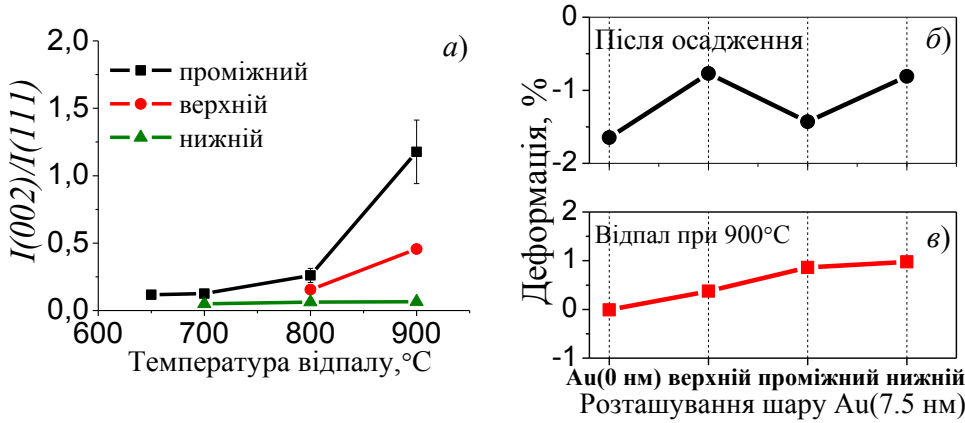 а)
2,0
1,5
1,0
0,5
0,0
I(002)/I(111)
проміжний
верхній
нижній
600 700 800 900
Температура відпалу,°C
б)
Після осадження
0
-1
-2
Деформація, %
в)
Відпал при 900°C
2
1
0
-1
Au(0 нм) верхній проміжний нижній
Розташування шару Au(7.5 нм)